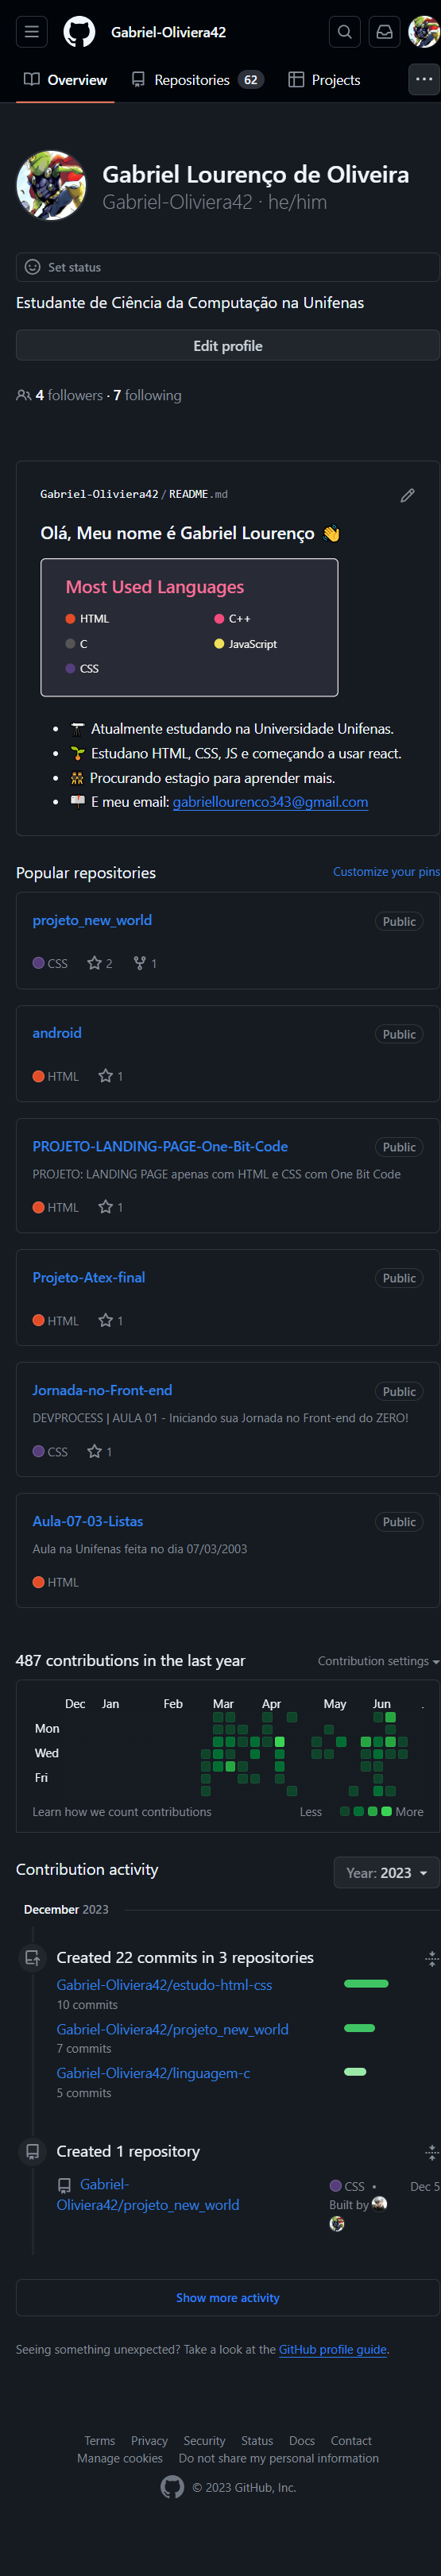 Gabriel-Oliviera42
Overview Repositories 62 Projects
Gabriel Lourenço de Oliveira
Gabriel-Oliviera42 · he/him
Set status
Estudante de Ciência da Computação na Unifenas
Edit profile
4 followers · 7 following
Gabriel-Oliviera42/README.md
Olá, Meu nome é Gabriel Lourenço 👋
Most Used Languages
HTML C++
C JavaScript
CSS
Atualmente estudando na Universidade Unifenas.
Estudano HTML, CSS, JS e começando a usar react.
Procurando estagio para aprender mais.
E meu email: gabriellourenco343@gmail.com
Popular repositories Customize your pins
projeto_new_world Public
CSS 2 1
android Public
HTML 1
PROJETO-LANDING-PAGE-One-Bit-Code Public
PROJETO: LANDING PAGE apenas com HTML e CSS com One Bit Code
HTML 1
Projeto-Atex-final Public
HTML 1
Jornada-no-Front-end Public
DEVPROCESS | AULA 01 - Iniciando sua Jornada no Front-end do ZERO!
CSS 1
Aula-07-03-Listas Public
Aula na Unifenas feita no dia 07/03/2003
HTML
487 contributions in the last year Contribution settings
Dec Jan Feb Mar Apr May Jun .
Mon
Wed
Fri
Learn how we count contributions Less More
Contribution activity Year: 2023
December 2023
Created 22 commits in 3 repositories
Gabriel-Oliviera42/estudo-html-css
10 commits
Gabriel-Oliviera42/projeto_new_world
7 commits
Gabriel-Oliviera42/linguagem-c
5 commits
Created 1 repository
Gabriel- CSS • Dec 5
Oliviera42/projeto_new_world Built by
Show more activity
Seeing something unexpected? Take a look at the GitHub profile guide.
Terms Privacy Security Status Docs Contact
Manage cookies Do not share my personal information
© 2023 GitHub, Inc.